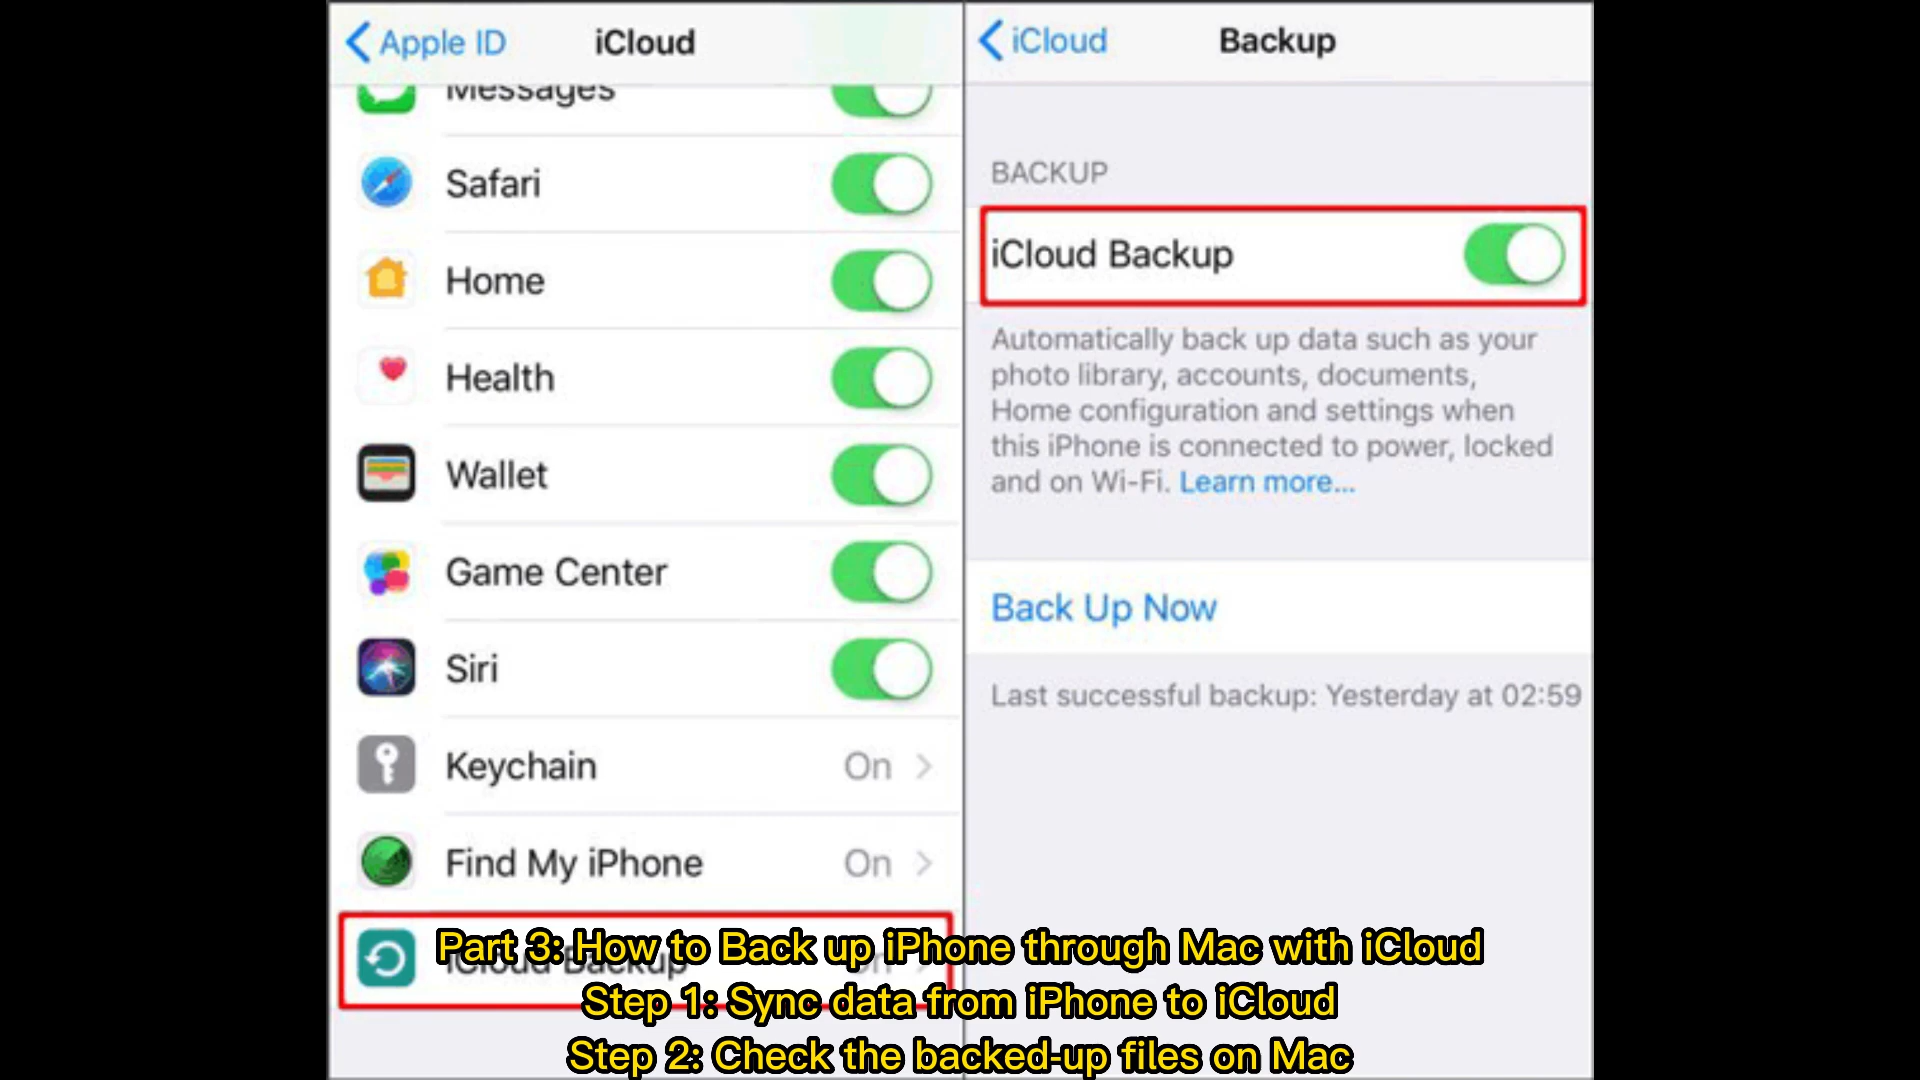 Apple ID
iCloud
Messages
Safari
Home
Health
Wallet
Game Center
Siri
Keychain
On
Find My iPhone
On
iCloud Backup
On
iCloud
Backup
BACKUP
iCloud Backup
Automatically back up data such as your
photo library, accounts, documents,
Home configuration and settings when
this iPhone is connected to power, locked
and on Wi-Fi. Learn more...
Back Up Now
Last successful backup: Yesterday at 02:59
Part 3: How to Back up iPhone through Mac with iCloud
Step 1: Sync data from iPhone to iCloud
Step 2: Check the backed-up files on Mac